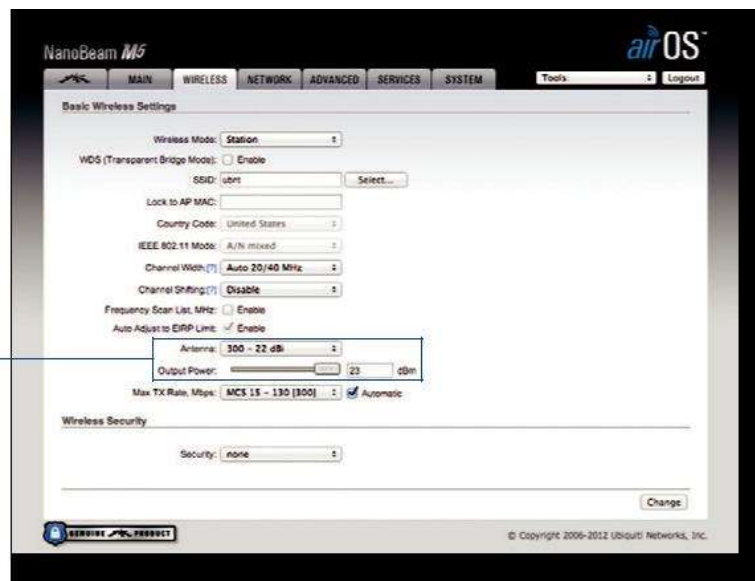 NanoBeam M5
airOS™
MAIN WIRELESS NETWORK ADVANCED SERVICES SYSTEM Tools: Logout
Basic Wireless Settings
Wireless Mode: Station
WDS (Transparent Bridge Mode): Enable
SSID: ubnt Select...
Lock to AP MAC:
Country Code: United States
IEEE 802.11 Mode: A/N mixed
Channel Width:[?] Auto 20/40 MHz
Channel Shifting:[?] Disable
Frequency Scan List, MHz: Enable
Auto Adjust to EIRP Limit: Enable
Antenna: 300 - 22 dBi
Output Power: 23 dBm
Max TX Rate, Mbps: MCS 15 - 130 [300] Automatic
Wireless Security
Security: none
Change
GENUINE PRODUCT
© Copyright 2006-2012 Ubiquiti Networks, Inc.